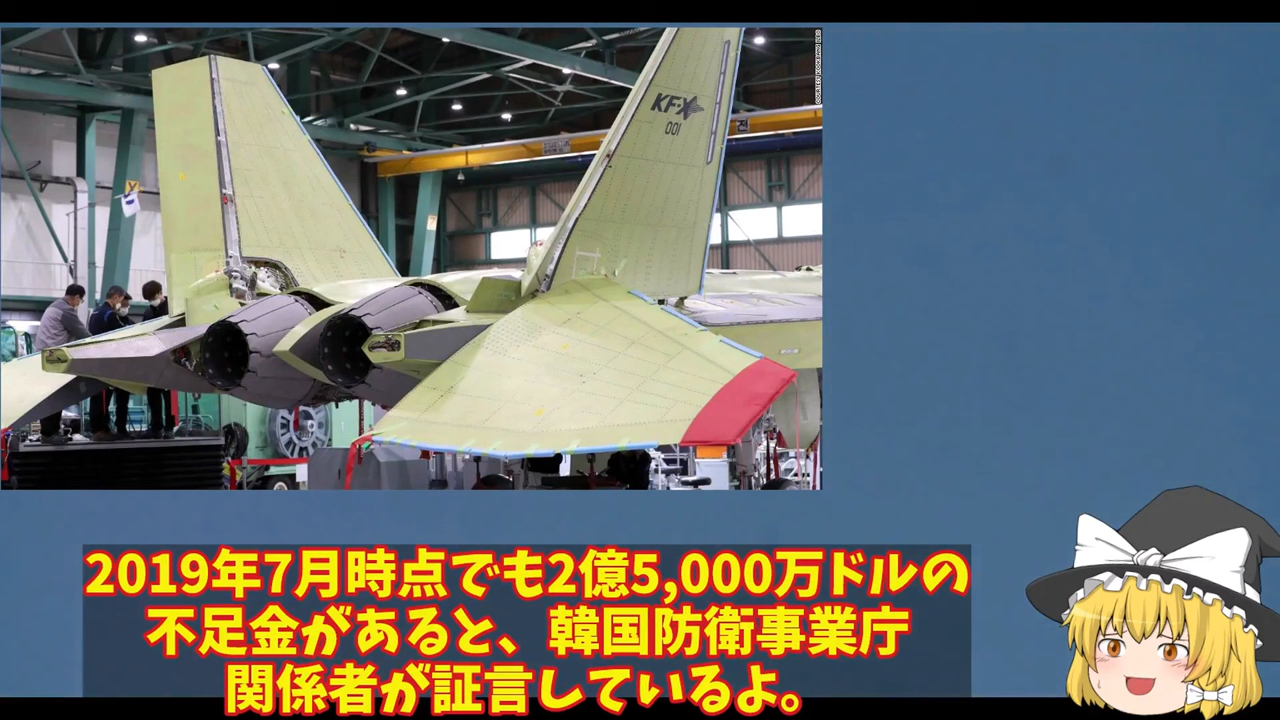 KF-X
001
2019年7月時点でも2億5,000万ドルの
不足金があると、韓国防衛事業庁
関係者が証言しているよ。